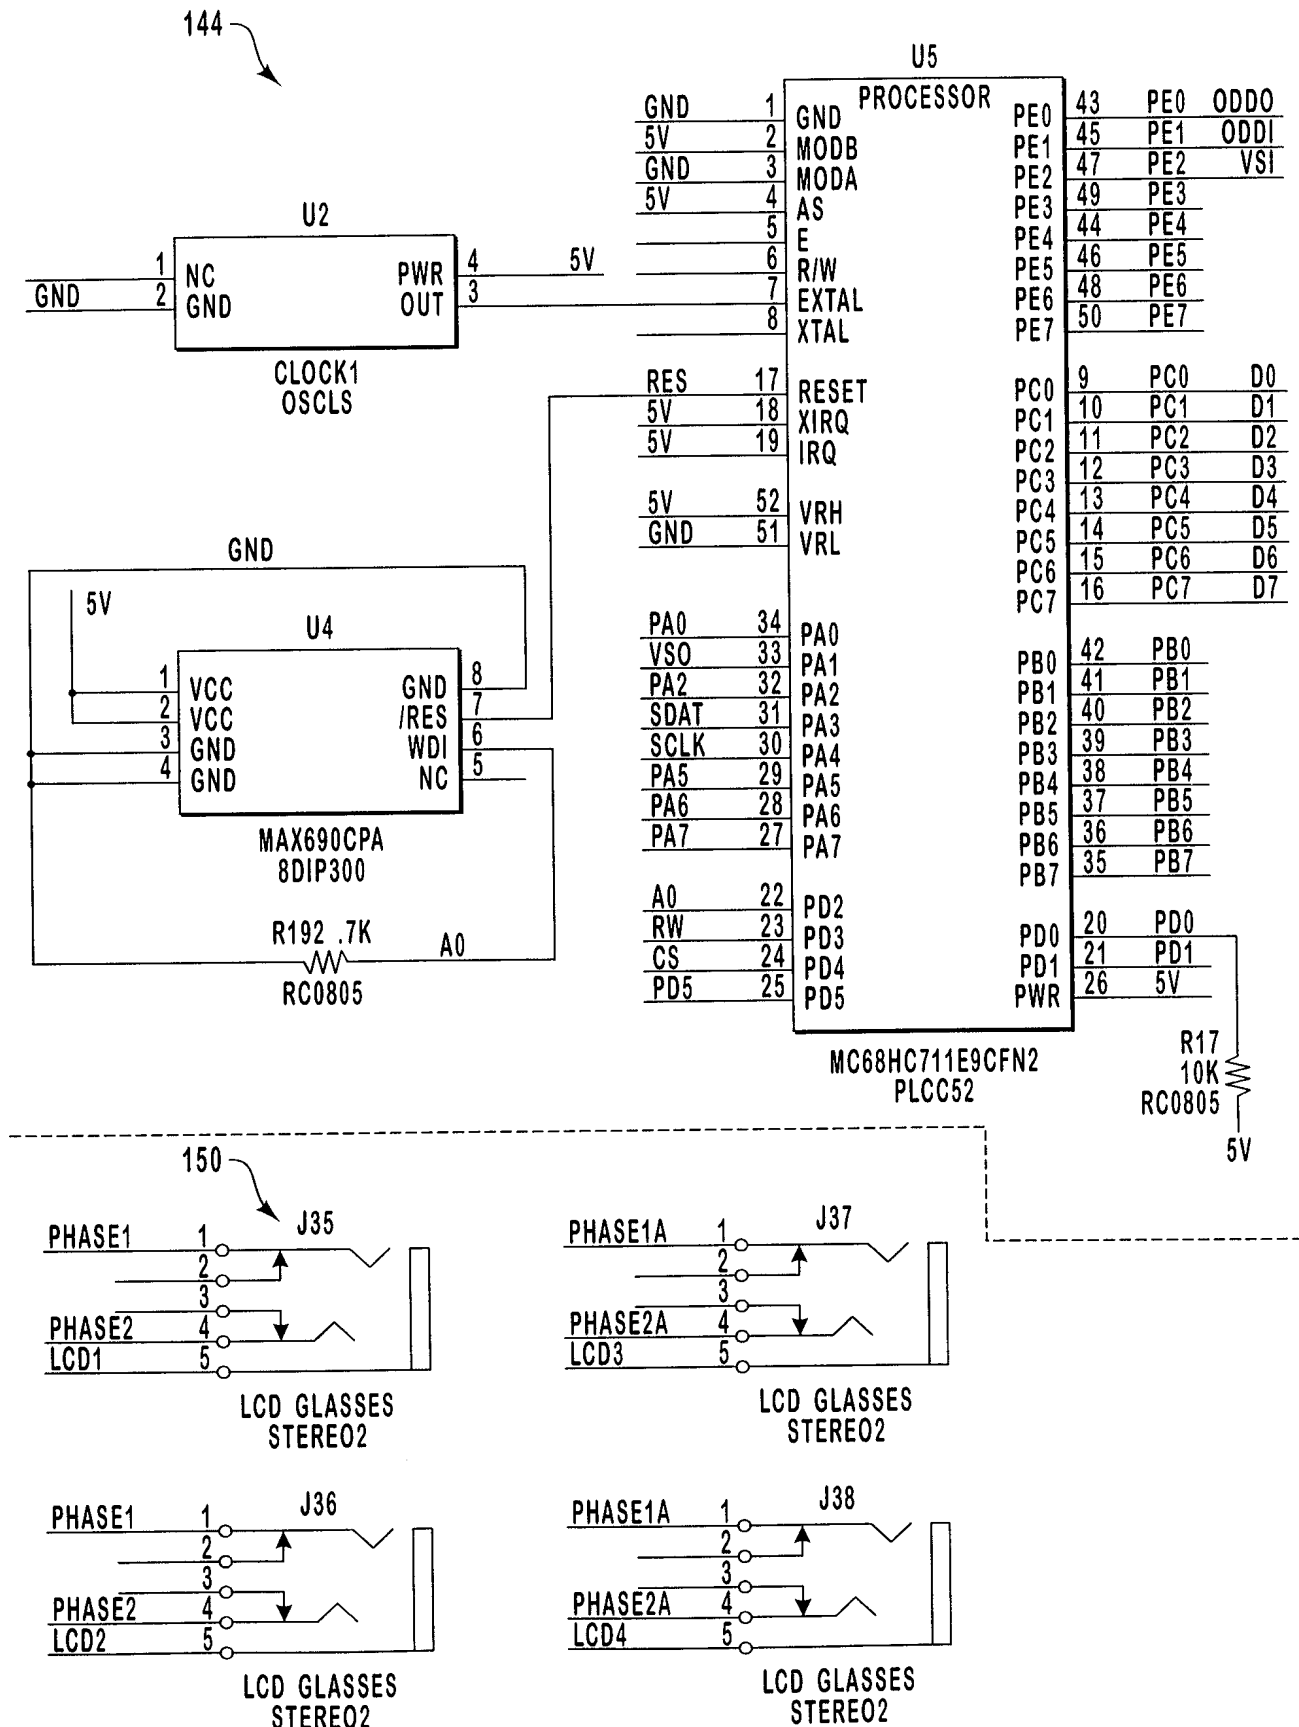 144
U5
PROCESSOR
GND 1 GND
5V 2 MODB
GND 3 MODA
5V 4 AS
5 E
6 R/W
7 EXTAL
8 XTAL
RES 17 RESET
5V 18 XIRQ
5V 19 IRQ
5V 52 VRH
GND 51 VRL
PA0 34 PA0
VSO 33 PA1
PA2 32 PA2
SDAT 31 PA3
SCLK 30 PA4
PA5 29 PA5
PA6 28 PA6
PA7 27 PA7
A0 22 PD2
RW 23 PD3
CS 24 PD4
PD5 25 PD5
PE0 43 PE0 ODDO
PE1 45 PE1 ODDI
PE2 47 PE2 VSI
PE3 49 PE3
PE4 44 PE4
PE5 46 PE5
PE6 48 PE6
PE7 50 PE7
PC0 9 PC0 D0
PC1 10 PC1 D1
PC2 11 PC2 D2
PC3 12 PC3 D3
PC4 13 PC4 D4
PC5 14 PC5 D5
PC6 15 PC6 D6
PC7 16 PC7 D7
PB0 42 PB0
PB1 41 PB1
PB2 40 PB2
PB3 39 PB3
PB4 38 PB4
PB5 37 PB5
PB6 36 PB6
PB7 35 PB7
PD0 20 PD0
PD1 21 PD1
PWR 26 5V
MC68HC711E9CFN2
PLCC52
R17
10K
RC0805
5V
U2
1 NC PWR 4 5V
GND 2 GND OUT 3
CLOCK1
OSCLS
GND
5V
U4
1 VCC GND 8
2 VCC /RES 7
3 GND WDI 6
4 GND NC 5
MAX690CPA
8DIP300
R192 .7K A0
RC0805
150
J35
PHASE1 1
2
3
PHASE2 4
LCD1 5
LCD GLASSES
STEREO2
J37
PHASE1A 1
2
3
PHASE2A 4
LCD3 5
LCD GLASSES
STEREO2
J36
PHASE1 1
2
3
PHASE2 4
LCD2 5
LCD GLASSES
STEREO2
J38
PHASE1A 1
2
3
PHASE2A 4
LCD4 5
LCD GLASSES
STEREO2